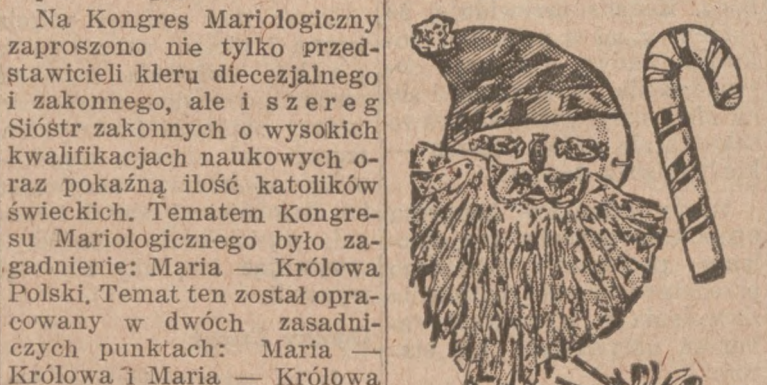 Na Kongres Mariologiczny
zaproszono nie tylko przed-
stawicieli kleru diecezjalnego
i zakonnego, ale i szereg
Sióstr zakonnych o wysokich
kwalifikacjach naukowych o-
raz pokaźną ilość katolików
świeckich. Tematem Kongre-
su Mariologicznego było za-
gadnienie: Maria — Królowa
Polski. Temat ten został opra-
cowany w dwóch zasadni-
czych punktach: Maria —
Królowa i Maria — Królowa